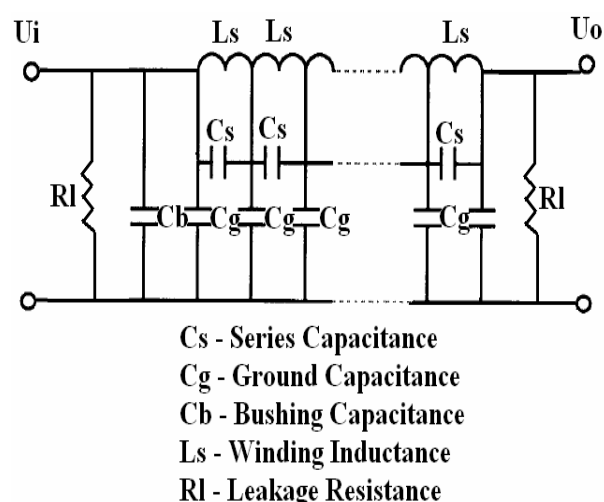 Ui Ls Ls Ls Uo
Cs Cs Cs
Rl Cb Cg Cg Cg Cg Rl
Cs - Series Capacitance
Cg - Ground Capacitance
Cb - Bushing Capacitance
Ls - Winding Inductance
Rl - Leakage Resistance